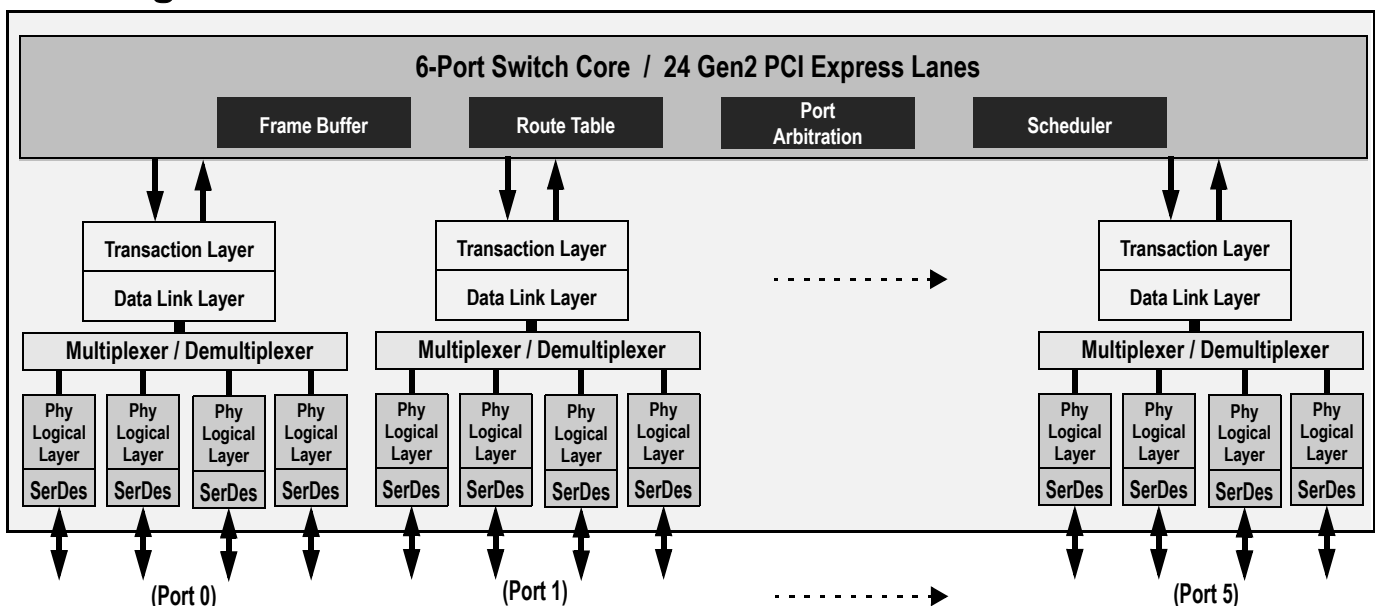 6-Port Switch Core / 24 Gen2 PCI Express Lanes
Frame Buffer
Route Table
Port
Arbitration
Scheduler
Transaction Layer
Data Link Layer
Multiplexer / Demultiplexer
Phy
Logical
Layer
SerDes
Phy
Logical
Layer
SerDes
Phy
Logical
Layer
SerDes
Phy
Logical
Layer
SerDes
(Port 0)
Transaction Layer
Data Link Layer
Multiplexer / Demultiplexer
Phy
Logical
Layer
SerDes
Phy
Logical
Layer
SerDes
Phy
Logical
Layer
SerDes
Phy
Logical
Layer
SerDes
(Port 1)
Transaction Layer
Data Link Layer
Multiplexer / Demultiplexer
Phy
Logical
Layer
SerDes
Phy
Logical
Layer
SerDes
Phy
Logical
Layer
SerDes
Phy
Logical
Layer
SerDes
(Port 5)